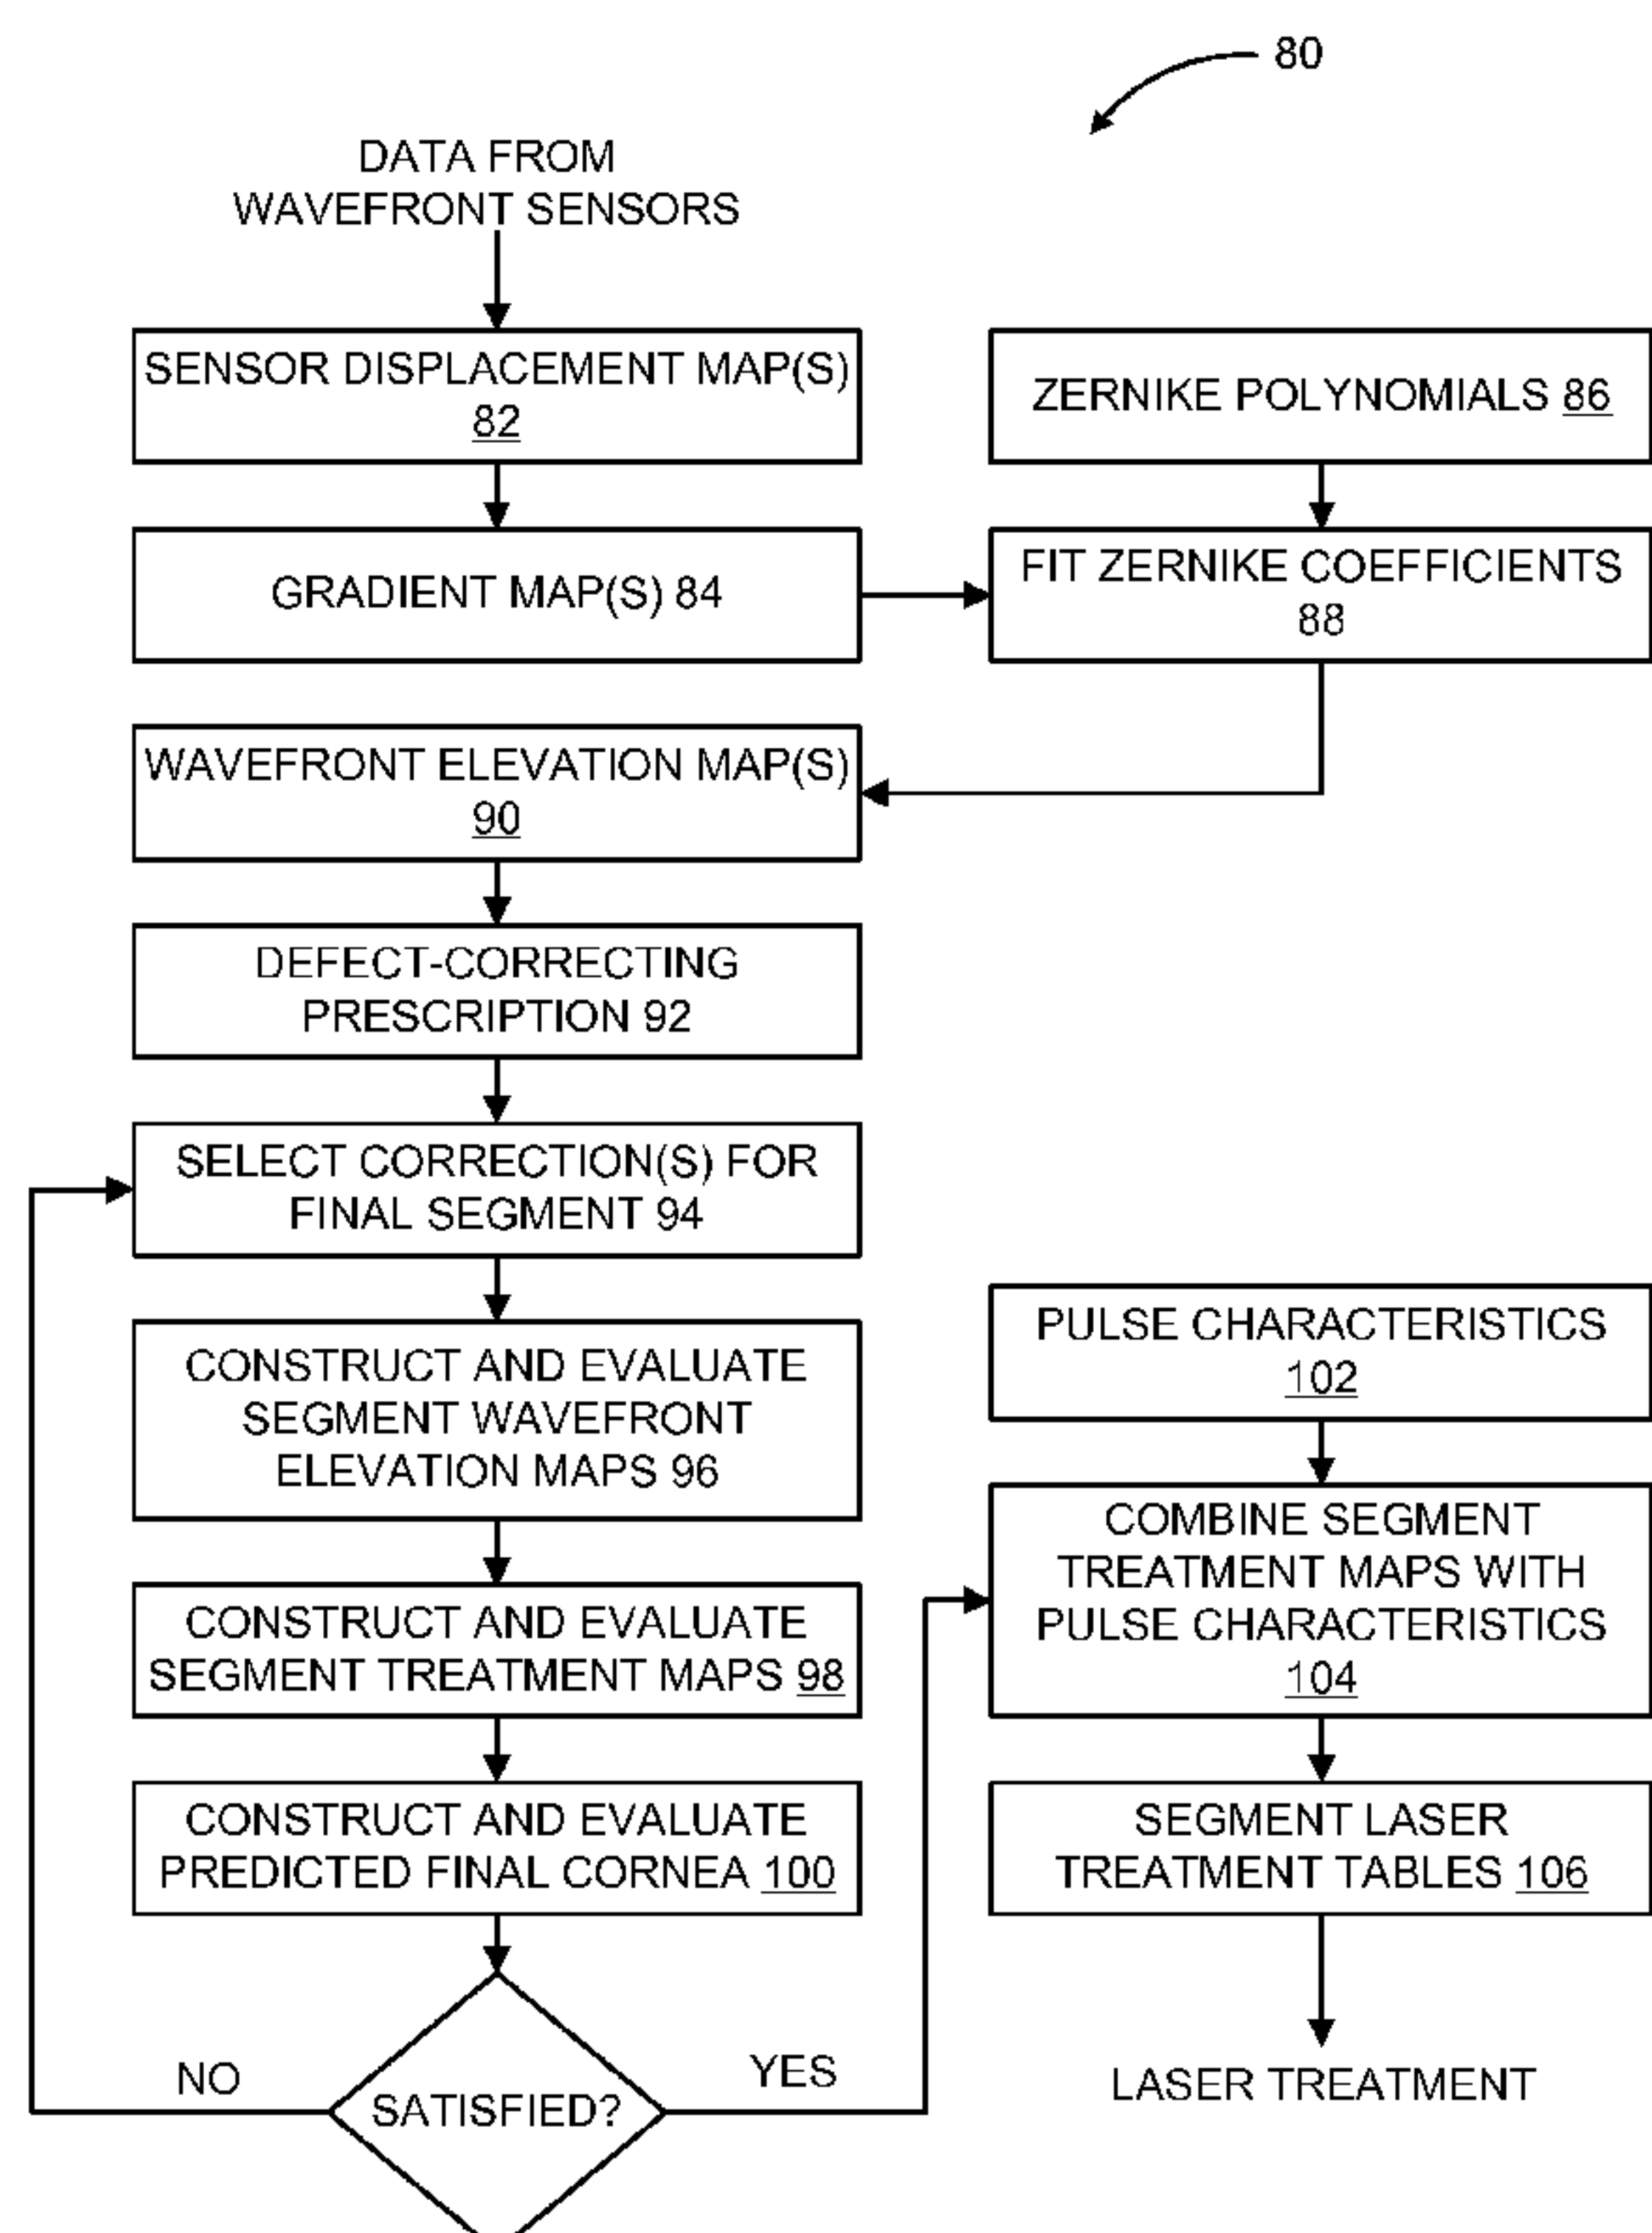 80
DATA FROM
WAVEFRONT SENSORS
SENSOR DISPLACEMENT MAP(S)
82
ZERNIKE POLYNOMIALS 86
GRADIENT MAP(S) 84
FIT ZERNIKE COEFFICIENTS
88
WAVEFRONT ELEVATION MAP(S)
90
DEFECT-CORRECTING
PRESCRIPTION 92
SELECT CORRECTION(S) FOR
FINAL SEGMENT 94
CONSTRUCT AND EVALUATE
SEGMENT WAVEFRONT
ELEVATION MAPS 96
CONSTRUCT AND EVALUATE
SEGMENT TREATMENT MAPS 98
CONSTRUCT AND EVALUATE
PREDICTED FINAL CORNEA 100
SATISFIED?
NO
YES
PULSE CHARACTERISTICS
102
COMBINE SEGMENT
TREATMENT MAPS WITH
PULSE CHARACTERISTICS
104
SEGMENT LASER
TREATMENT TABLES 106
LASER TREATMENT